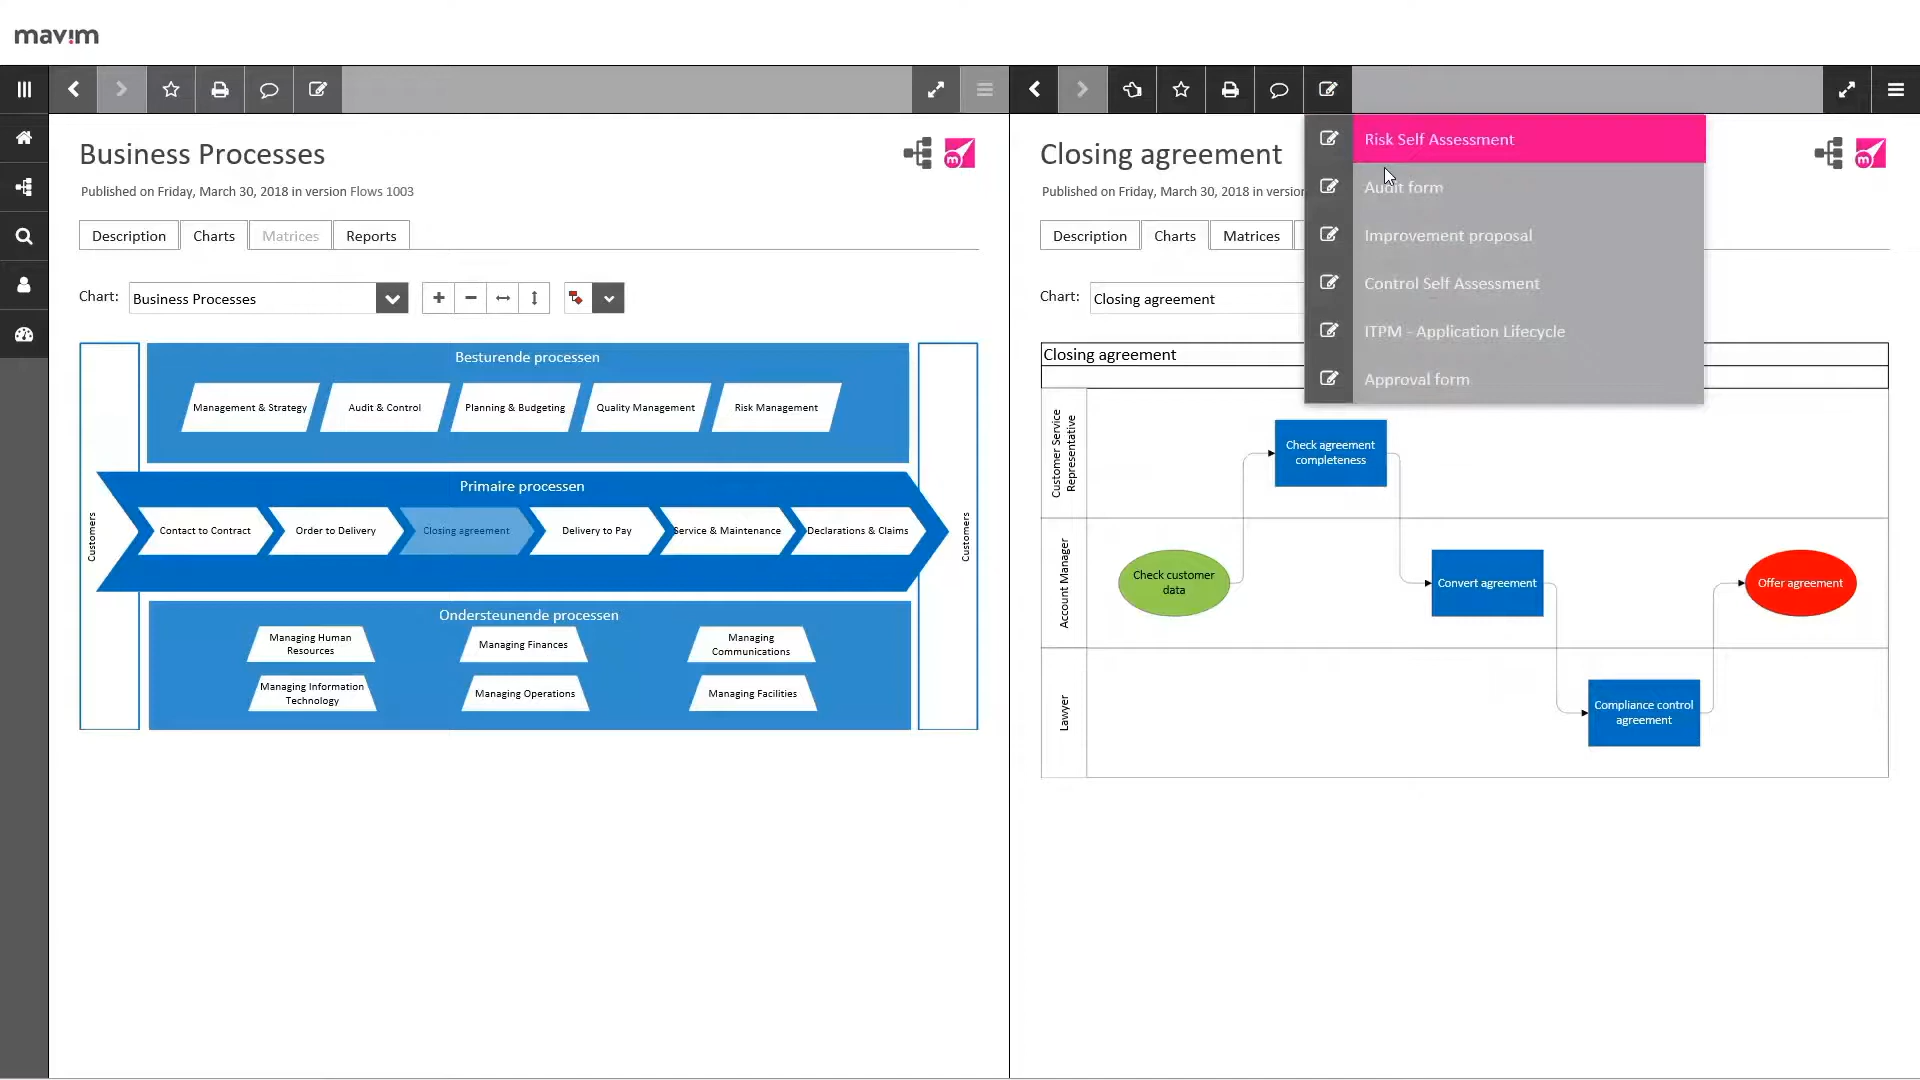 mavim
Business Processes
Published on Friday, March 30, 2018 in version Flows 1003
Description
Charts
Matrices
Reports
Chart:
Business Processes
Besturende processen
Management & Strategy
Audit & Control
Planning & Budgeting
Quality Management
Risk Management
Primaire processen
Customers
Contact to Contract
Order to Delivery
Closing agreement
Delivery to Pay
Service & Maintenance
Declarations & Claims
Customers
Ondersteunende processen
Managing Human
Resources
Managing Finances
Managing
Communications
Managing Information
Technology
Managing Operations
Managing Facilities
Closing agreement
Published on Friday, March 30, 2018 in version
Description
Charts
Matrices
Chart:
Closing agreement
Risk Self Assessment
Audit form
Improvement proposal
Control Self Assessment
ITPM - Application Lifecycle
Approval form
Closing agreement
Customer Service
Representative
Check agreement
completeness
Account Manager
Check customer
data
Convert agreement
Offer agreement
Lawyer
Compliance control
agreement